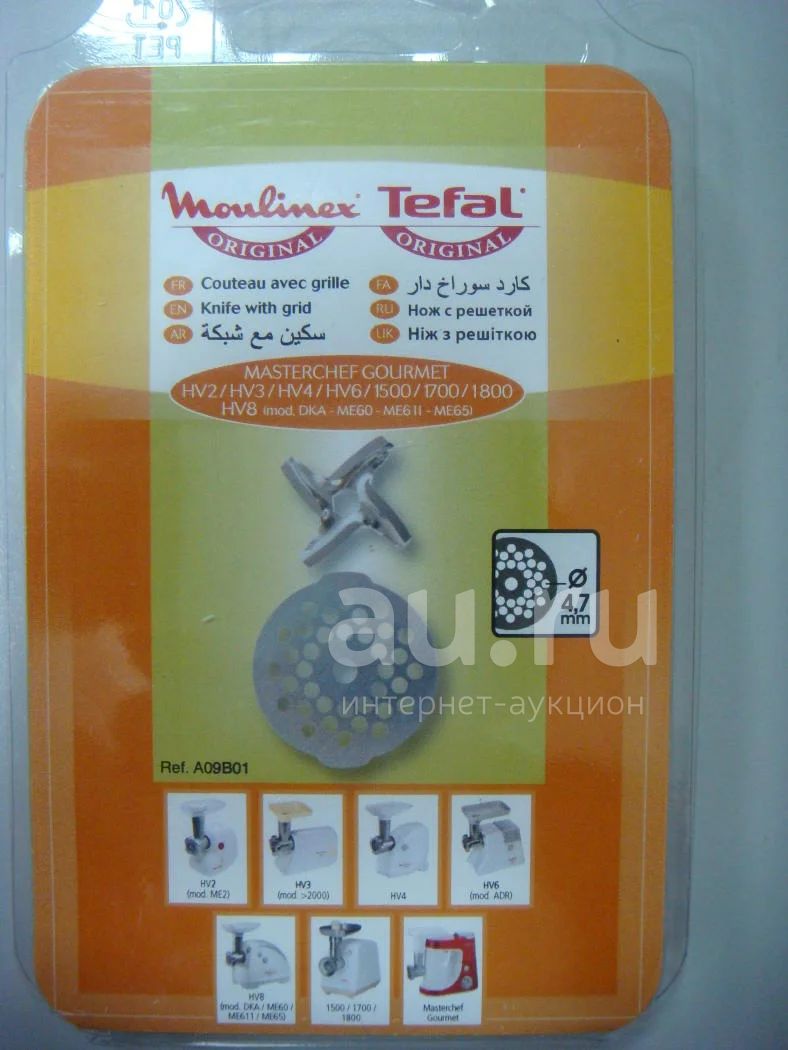 PET
Moulinex Tefal
ORIGINAL ORIGINAL
FR Couteau avec grille
EN Knife with grid
AR سكين مع شبكة
FA کارد سوراخ دار
RU Нож с решеткой
UK Ніж з решіткою
MASTERCHEF GOURMET
HV2 / HV3 / HV4 / HV6 / 1500 / 1700 / 1800
HV8 (mod. DKA - ME60 - ME611 - ME65)
Ø
4,7
mm
au.ru
интернет-аукцион
Ref. A09B01
HV2
(mod. ME2)
HV3
(mod. >2000)
HV4
HV6
(mod. ADR)
HV8
(mod. DKA / ME60 /
ME611 / ME65)
1500 / 1700 /
1800
Masterchef
Gourmet